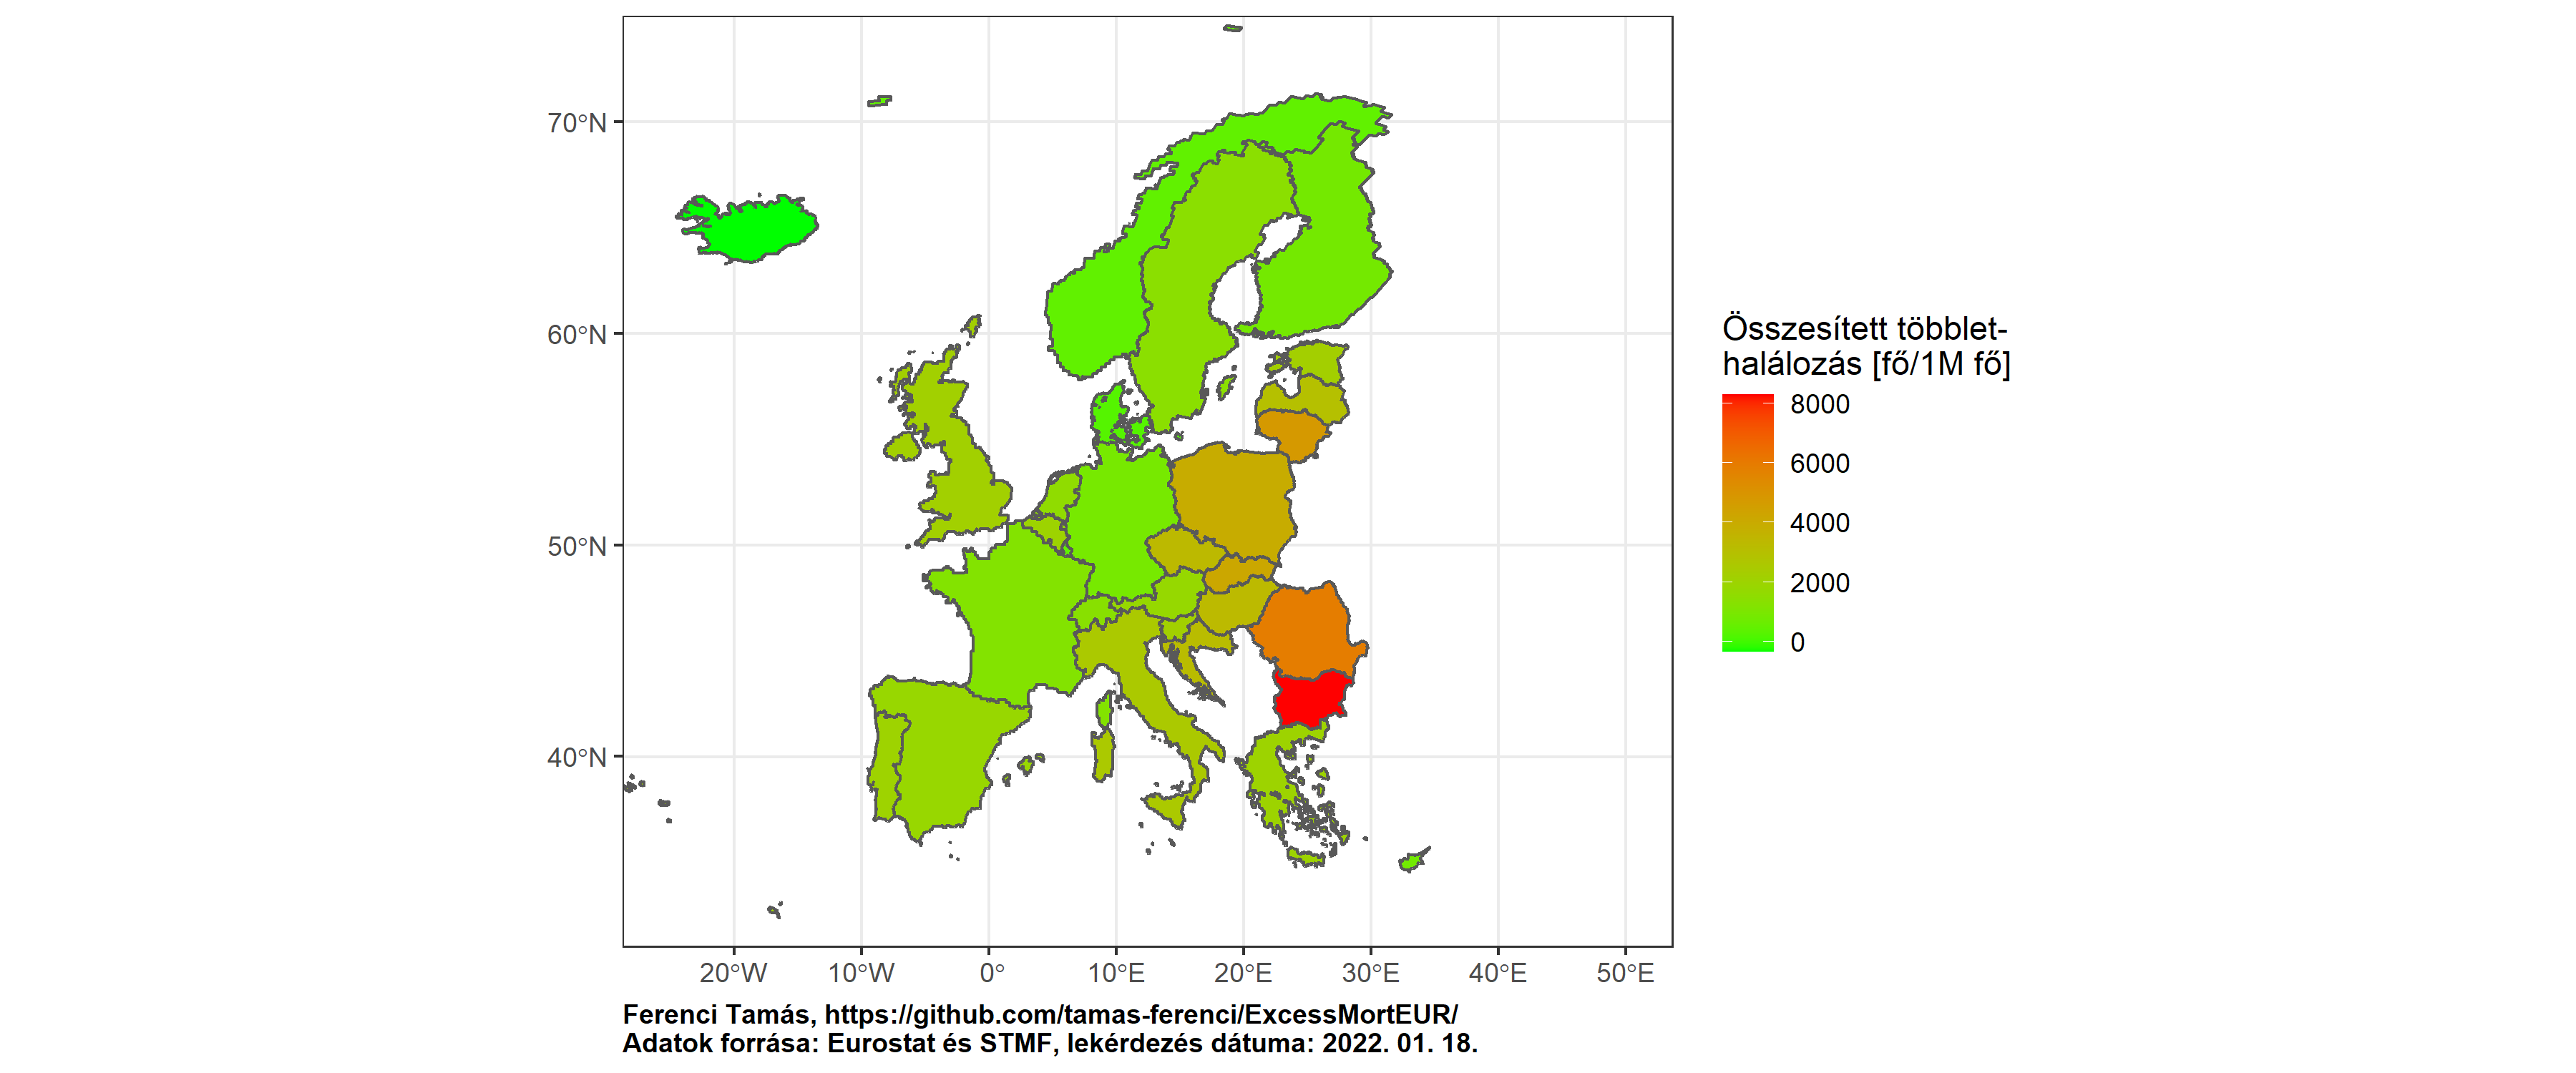 70°N
60°N
50°N
40°N
20°W 10°W 0° 10°E 20°E 30°E 40°E 50°E
Összesített többlet-
halálozás [fő/1M fő]
8000
6000
4000
2000
0
Ferenci Tamás, https://github.com/tamas-ferenci/ExcessMortEUR/
Adatok forrása: Eurostat és STMF, lekérdezés dátuma: 2022. 01. 18.